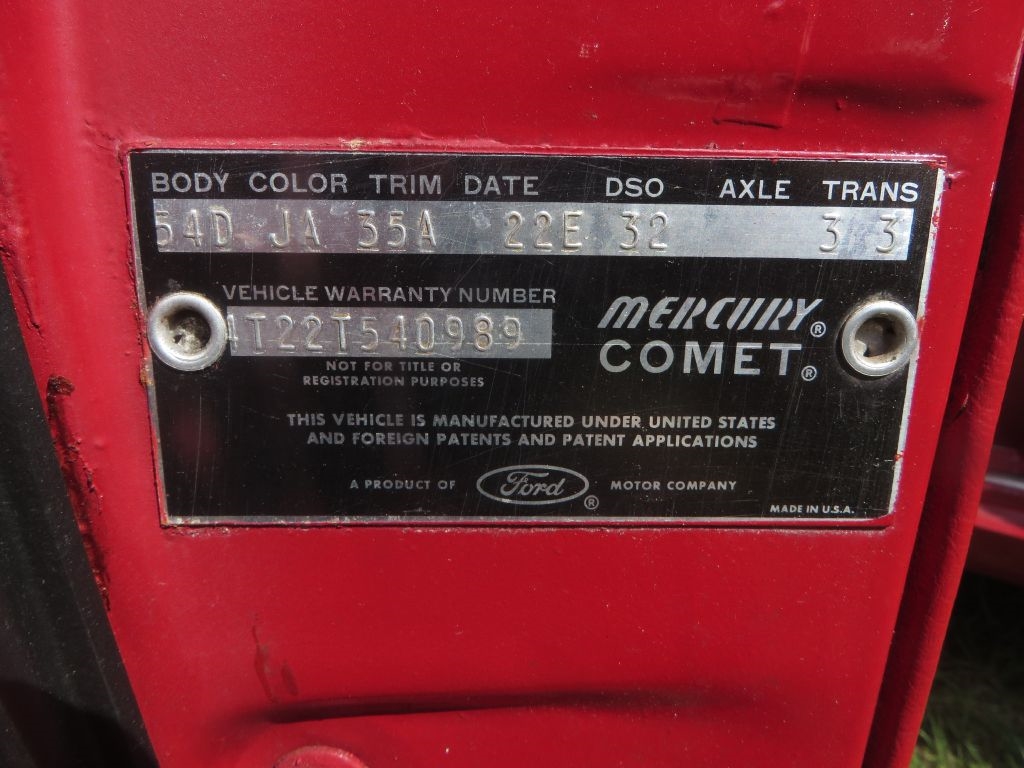 BODY COLOR TRIM DATE DSO AXLE TRANS
54D JA 35A 22E 32 3 3
VEHICLE WARRANTY NUMBER
4T22T540989
NOT FOR TITLE OR
REGISTRATION PURPOSES
MERCURY®
COMET®
THIS VEHICLE IS MANUFACTURED UNDER UNITED STATES
AND FOREIGN PATENTS AND PATENT APPLICATIONS
A PRODUCT OF Ford® MOTOR COMPANY
MADE IN U.S.A.